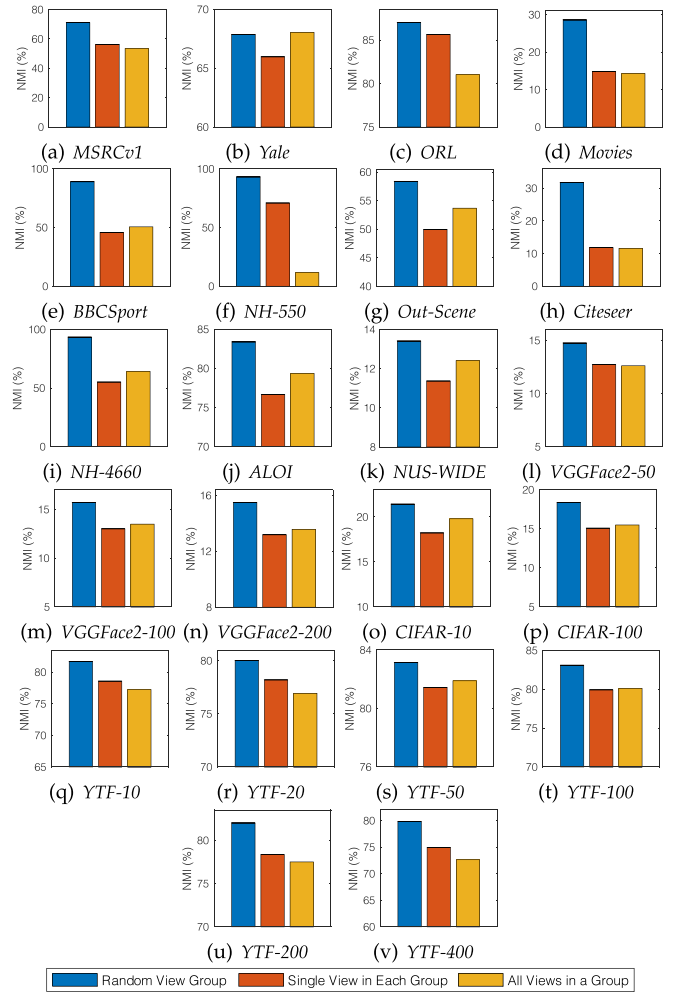 80
60
40
20
0
NMI (%)
(a) MSRCv1
70
65
60
NMI (%)
(b) Yale
85
80
75
NMI (%)
(c) ORL
30
20
10
0
NMI (%)
(d) Movies
100
50
0
NMI (%)
(e) BBCSport
100
50
0
NMI (%)
(f) NH-550
60
55
50
45
40
NMI (%)
(g) Out-Scene
30
20
10
0
NMI (%)
(h) Citeseer
100
50
0
NMI (%)
(i) NH-4660
85
80
75
70
NMI (%)
(j) ALOI
14
12
10
8
NMI (%)
(k) NUS-WIDE
15
10
5
NMI (%)
(l) VGGFace2-50
15
10
5
NMI (%)
(m) VGGFace2-100
16
12
8
NMI (%)
(n) VGGFace2-200
20
15
10
NMI (%)
(o) CIFAR-10
20
15
10
5
NMI (%)
(p) CIFAR-100
80
75
70
65
NMI (%)
(q) YTF-10
80
75
70
NMI (%)
(r) YTF-20
84
80
76
NMI (%)
(s) YTF-50
85
80
75
70
NMI (%)
(t) YTF-100
80
75
70
NMI (%)
(u) YTF-200
80
75
70
65
60
NMI (%)
(v) YTF-400
Random View Group Single View in Each Group All Views in a Group